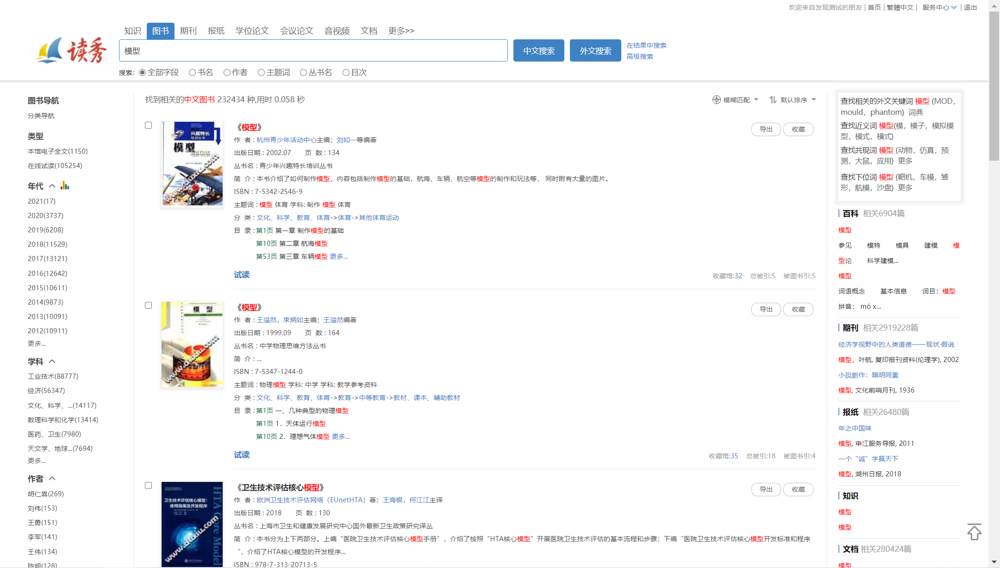 欢迎来自发现测试的朋友 | 首页 | 繁體中文 | 服务中心 | 退出
知识 图书 期刊 报纸 学位论文 会议论文 音视频 文档 更多>>
读秀
模型
中文搜索 外文搜索
在结果中搜索
高级搜索
搜索： 全部字段 书名 作者 主题词 丛书名 目次
图书导航
分类导航
类型
本馆电子全文(1150)
在线试读(105254)
年代
2021(17)
2020(3737)
2019(6208)
2018(11529)
2017(13121)
2016(12642)
2015(10611)
2014(9873)
2013(10091)
2012(10911)
更多...
学科
工业技术(88777)
经济(56347)
文化、科学、...(14117)
数理科学和化学(13414)
医药、卫生(7980)
天文学、地球...(7694)
更多...
作者
胡仁喜(269)
刘伟(153)
王勇(151)
李军(141)
王伟(134)
陈明(128)
找到相关的中文图书 232434 种,用时 0.058 秒
模糊匹配 默认排序
兴趣特长
培训丛书
模型
www.duxiu.com
《模型》
导出 收藏
作 者 : 杭州青少年活动中心主编；刘如一等编著
出版日期 : 2002.07 页 数 : 134
丛书名 : 青少年兴趣特长培训丛书
简 介 : 本书介绍了如何制作模型，内容包括制作模型的基础，航海、车辆、航空等模型的制作和玩法等， 同时附有大量的图片。
ISBN : 7-5342-2546-9
主题词 : 模型 体育 学科: 制作 模型 体育
分 类 : 文化、科学、教育、体育->体育->其他体育运动
目 录 : 第1页 第一章 制作模型的基础
第10页 第二章 航海模型
第53页 第三章 车辆模型 更多...
试读
收藏馆:32 总被引:5 被图书引:5
模 型
www.duxiu.com
《模型》
导出 收藏
作 者 : 王溢然，束炳如主编；王溢然编著
出版日期 : 1999.09 页 数 : 164
丛书名 : 中学物理思维方法丛书
简 介 : ...
ISBN : 7-5347-1244-0
主题词 : 物理模型 学科: 中学 学科: 教学参考资料
分 类 : 文化、科学、教育、体育->教育->中等教育->教材、课本、辅助教材
目 录 : 第1页 一、几种典型的物理模型
第1页 1．天体运行模型
第10页 2．理想气体模型 更多...
试读
收藏馆:35 总被引:18 被图书引:4
卫生技术评估核心模型：
使用指南及开发程序
HTA Core Model
www.duxiu.com
《卫生技术评估核心模型》
导出 收藏
作 者 : 欧洲卫生技术评估网络（EUnetHTA）著；王海银，何江江主译
出版日期 : 2018 页 数 : 130
丛书名 : 上海市卫生和健康发展研究中心国外最新卫生政策研究译丛
简 介 : 本书分为上下两部分。上编“医院卫生技术评估核心模型手册”，介绍了按照“HTA核心模型”开展医院卫生技术评估的基本流程和步骤；下编“医院卫生技术评估核心模型开发标准和程序
“，介绍了HTA核心模型的开发程序...
ISBN : 978-7-313-20713-5
查找相关的外文关键词 模型 (MOD，
mould，phantom) 词典
查找近义词 模型(模，模子，模拟模
型，模式，横式)
查找共现词 模型 (动物，仿真，预
测，大鼠，应用) 更多
查找下位词 模型 (靶机，车模，雏
形，航模，沙盘) 更多
百科 相关6904篇
模型
参见 模特 模具 建模 模
型论 科学建模...
模型
词语概念 基本信息 词目：模型
拼音： mó x...
期刊 相关2919228篇
经济学视野中的人类道德——现状·假说
模型，叶航, 复印报刊资料(伦理学), 2002
小說創作：暗胡同裏
模型, 文化前哨月刊, 1936
报纸 相关26480篇
年之中国味
模型, 申江服务导报, 2011
一个“诚”字赢天下
模型, 湖州日报, 2018
知识
模型
模型
文档 相关280424篇
模型